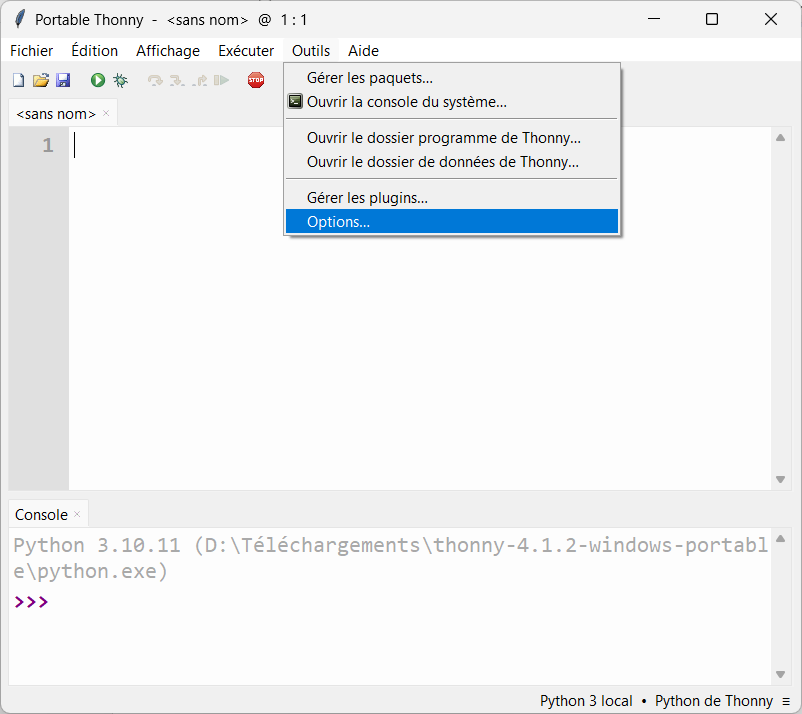 Portable Thonny - <sans nom> @ 1 : 1
Fichier Édition Affichage Exécuter Outils Aide
STOP
Gérer les paquets...
Ouvrir la console du système...
Ouvrir le dossier programme de Thonny...
Ouvrir le dossier de données de Thonny...
Gérer les plugins...
Options...
<sans nom>
1
Console
Python 3.10.11 (D:\Téléchargements\thonny-4.1.2-windows-portabl
e\python.exe)
>>>
Python 3 local • Python de Thonny ≡